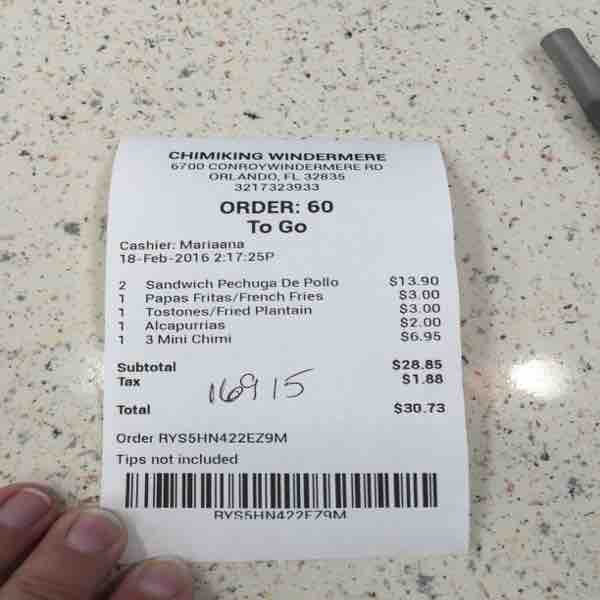 CHIMIKING WINDERMERE
6700 CONROYWINDERMERE RD
ORLANDO, FL 32835
3217323933
ORDER: 60
To Go
Cashier: Mariaana
18-Feb-2016 2:17:25P
2 Sandwich Pechuga De Pollo $13.90
1 Papas Fritas/French Fries $3.00
1 Tostones/Fried Plantain $3.00
1 Alcapurrias $2.00
1 3 Mini Chimi $6.95
Subtotal $28.85
Tax $1.88
16915
Total $30.73
Order RYS5HN422EZ9M
Tips not included
RYS5HN422EZ9M